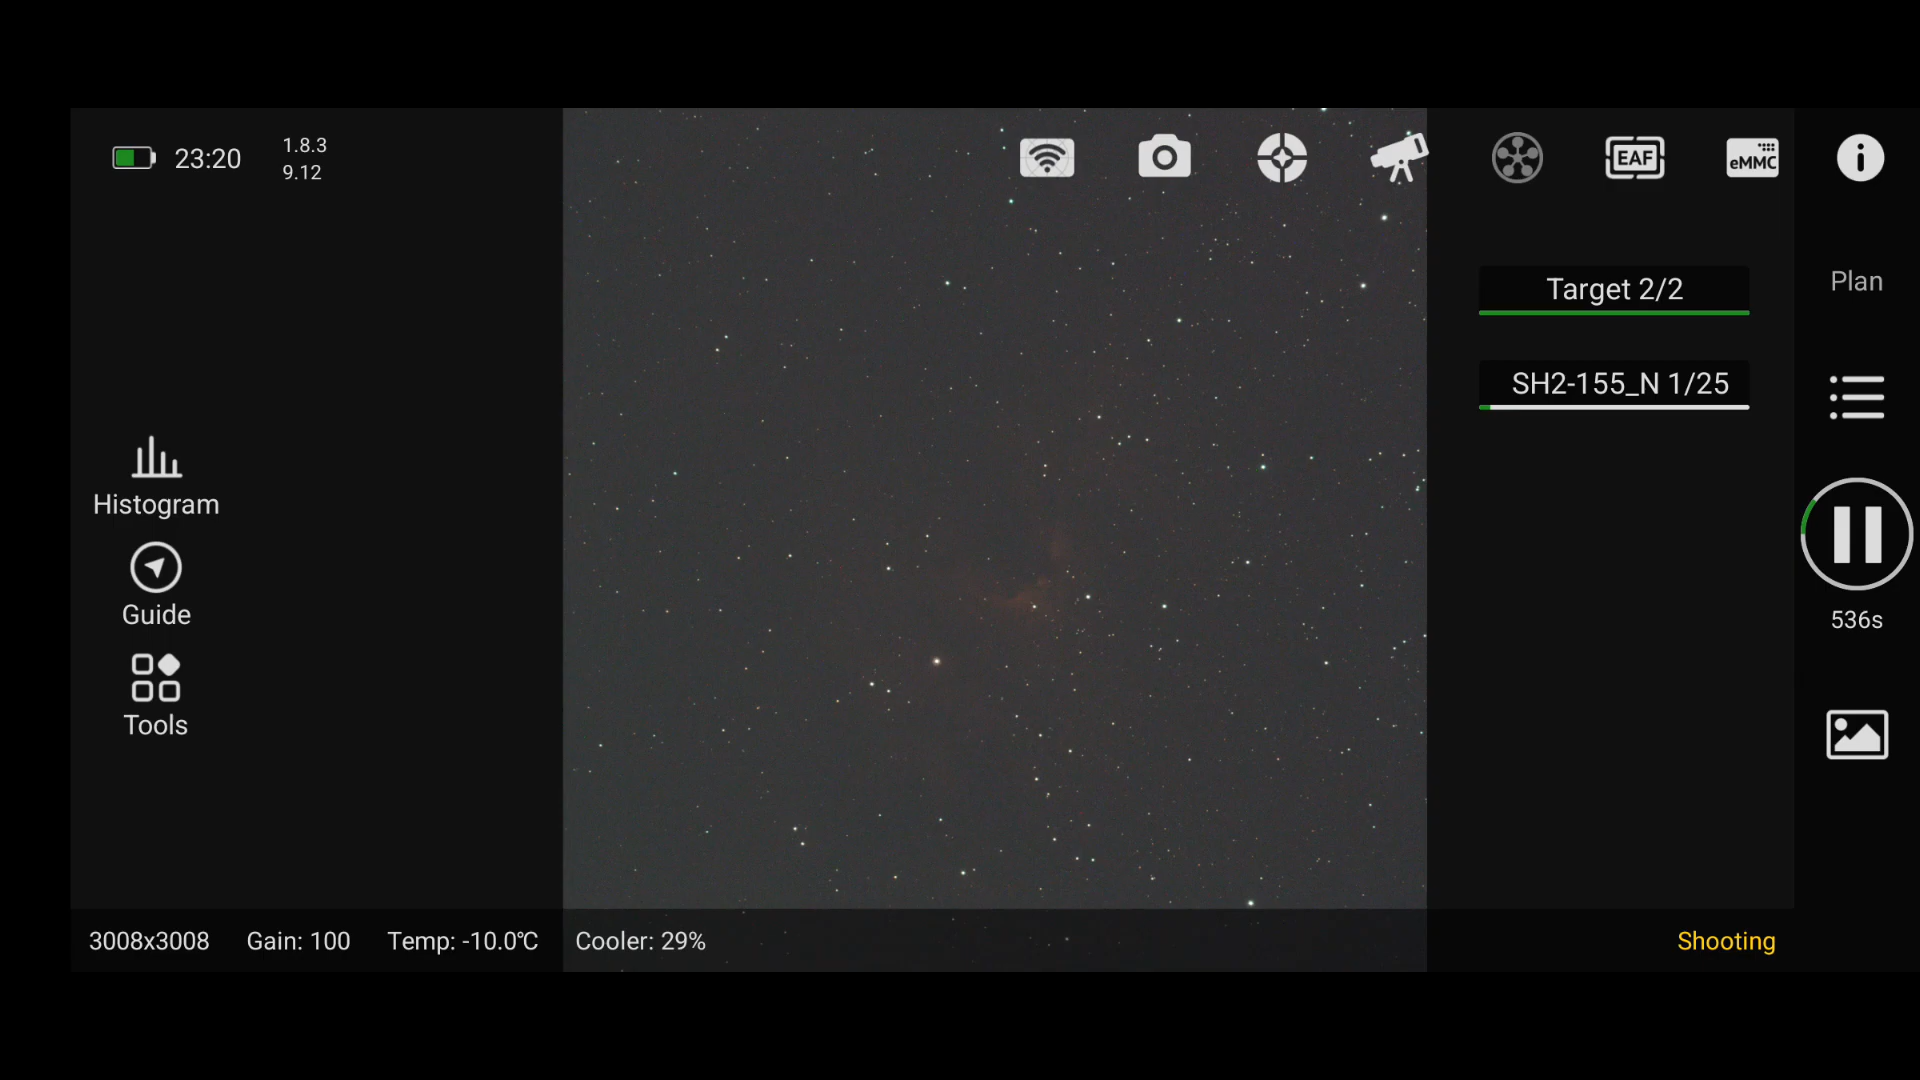 23:20
1.8.3
9.12
EAF
eMMC
Plan
Target 2/2
SH2-155_N 1/25
Histogram
Guide
Tools
536s
3008x3008 Gain: 100 Temp: -10.0℃ Cooler: 29%
Shooting